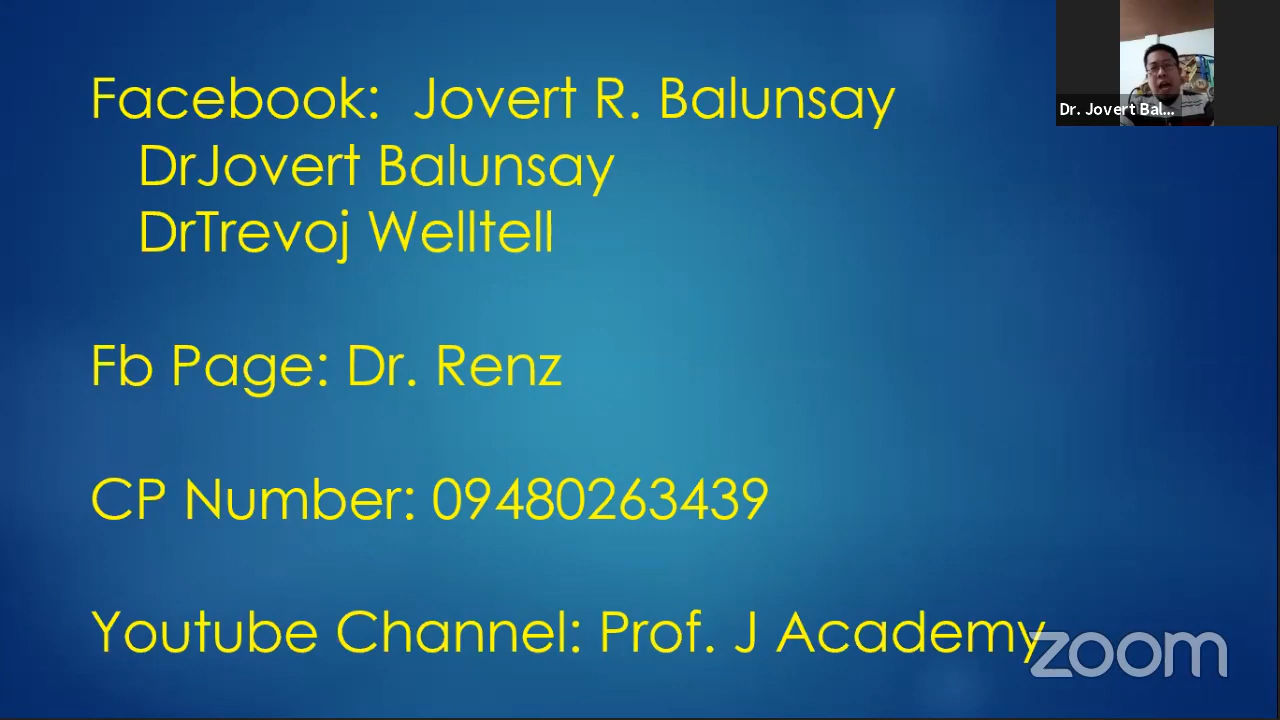 Facebook: Jovert R. Balunsay
DrJovert Balunsay
DrTrevoj Welltell
Fb Page: Dr. Renz
CP Number: 09480263439
Youtube Channel: Prof. J Academy
Dr. Jovert Bal...
zoom